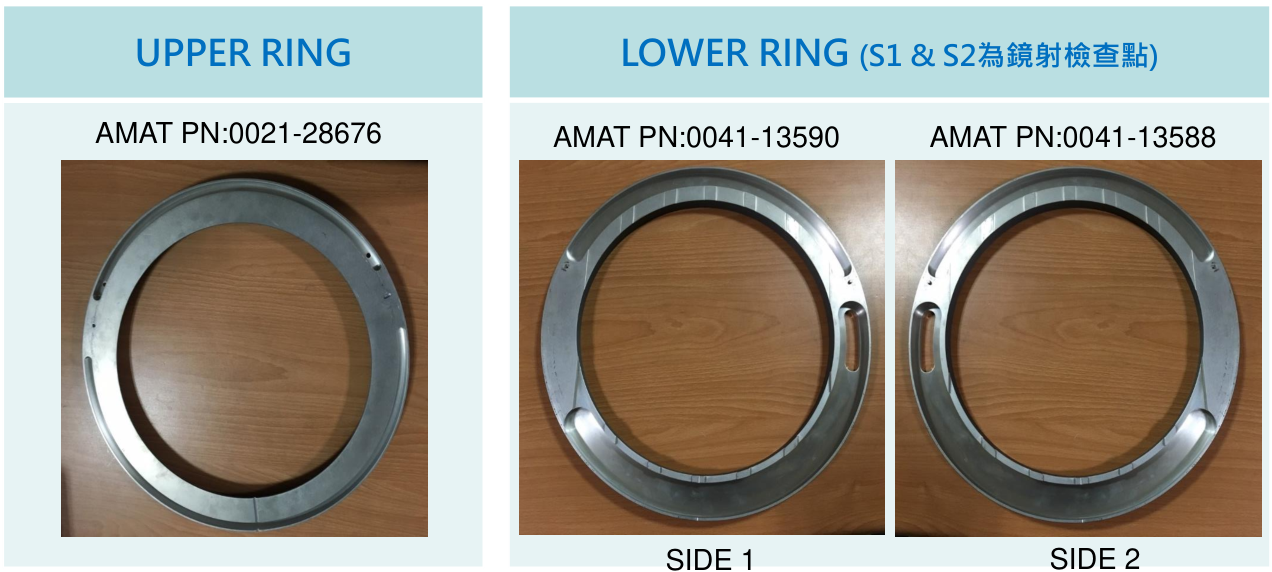 UPPER RING
LOWER RING (S1 & S2為鏡射檢查點)
AMAT PN:0021-28676
AMAT PN:0041-13590
AMAT PN:0041-13588
SIDE 1
SIDE 2